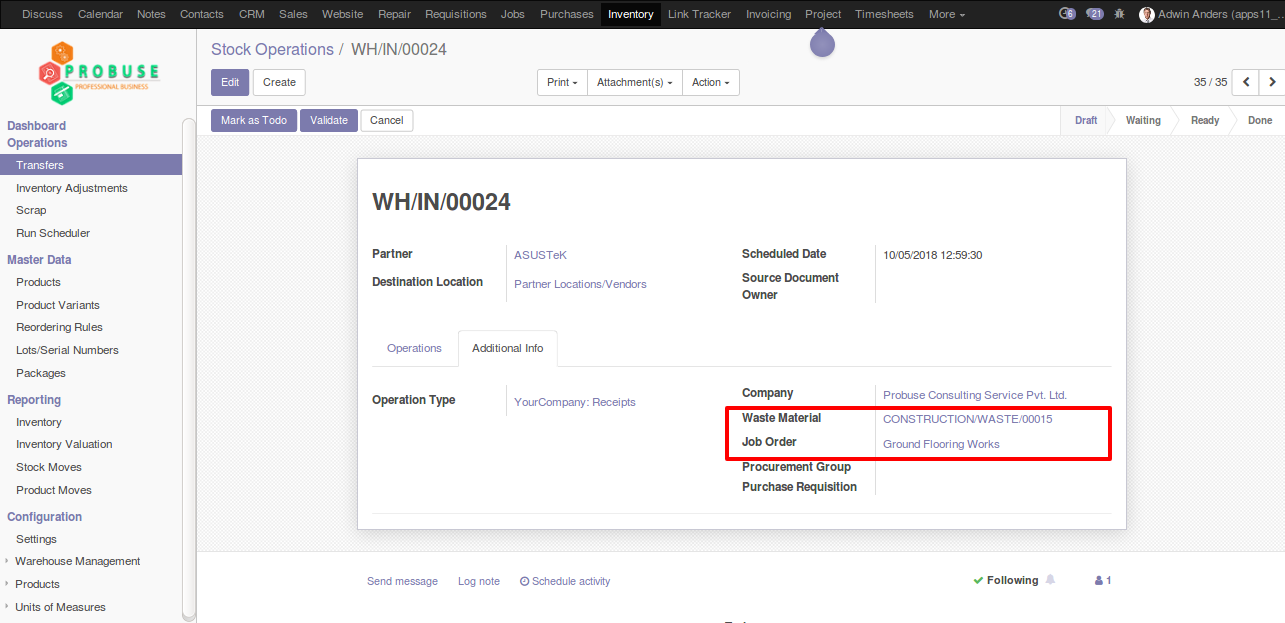 Discuss Calendar Notes Contacts CRM Sales Website Repair Requisitions Jobs Purchases Inventory Link Tracker Invoicing Project Timesheets More 6 21 Adwin Anders (apps11_...
PROBUSE
PROFESSIONAL BUSINESS
Dashboard
Operations
Transfers
Inventory Adjustments
Scrap
Run Scheduler
Master Data
Products
Product Variants
Reordering Rules
Lots/Serial Numbers
Packages
Reporting
Inventory
Inventory Valuation
Stock Moves
Product Moves
Configuration
Settings
Warehouse Management
Products
Units of Measures
Stock Operations / WH/IN/00024
Edit Create Print Attachment(s) Action 35 / 35
Mark as Todo Validate Cancel Draft Waiting Ready Done
WH/IN/00024
Partner ASUSTeK
Destination Location Partner Locations/Vendors
Scheduled Date 10/05/2018 12:59:30
Source Document
Owner
Operations Additional Info
Operation Type YourCompany: Receipts
Company Probuse Consulting Service Pvt. Ltd.
Waste Material CONSTRUCTION/WASTE/00015
Job Order Ground Flooring Works
Procurement Group
Purchase Requisition
Send message Log note Schedule activity Following 1